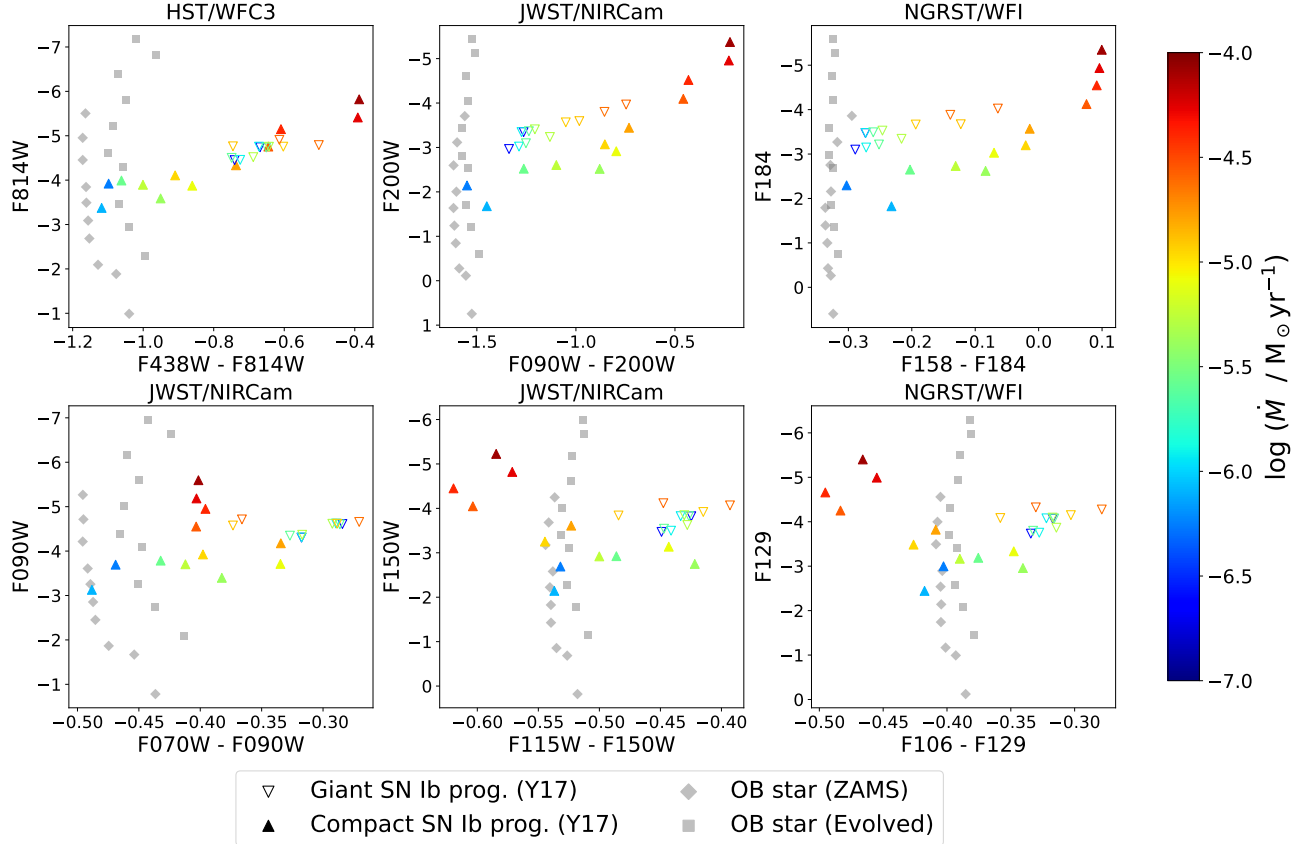 HST/WFC3
JWST/NIRCam
NGRST/WFI
−7
−6
−5
−4
−3
−2
−1
F814W
−1.2 −1.0 −0.8 −0.6 −0.4
F438W - F814W
−5
−4
−3
−2
−1
0
1
F200W
−1.5 −1.0 −0.5
F090W - F200W
−5
−4
−3
−2
−1
0
F184
−0.3 −0.2 −0.1 0.0 0.1
F158 - F184
JWST/NIRCam
JWST/NIRCam
NGRST/WFI
−7
−6
−5
−4
−3
−2
−1
F090W
−0.50 −0.45 −0.40 −0.35 −0.30
F070W - F090W
−6
−5
−4
−3
−2
−1
0
F150W
−0.60 −0.55 −0.50 −0.45 −0.40
F115W - F150W
−6
−5
−4
−3
−2
−1
0
F129
−0.50 −0.45 −0.40 −0.35 −0.30
F106 - F129
−4.0
−4.5
−5.0
−5.5
−6.0
−6.5
−7.0
log (Ṁ / M⊙yr⁻¹)
Giant SN Ib prog. (Y17)
Compact SN Ib prog. (Y17)
OB star (ZAMS)
OB star (Evolved)